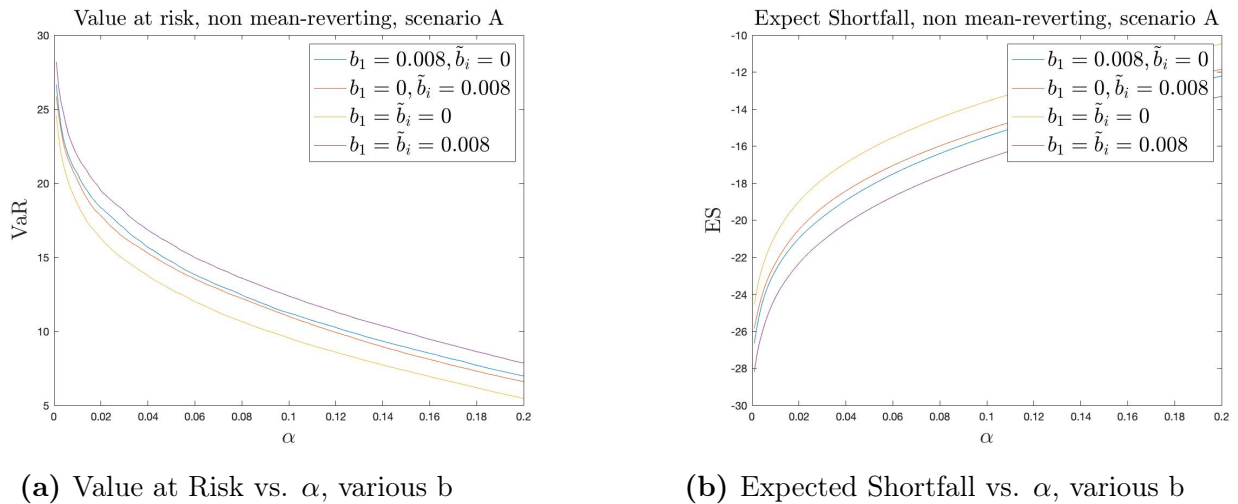 Value at risk, non mean-reverting, scenario A
30
25
20
15
10
5
VaR
0
0.02
0.04
0.06
0.08
0.1
0.12
0.14
0.16
0.18
0.2
α
b₁ = 0.008, b̃ᵢ = 0
b₁ = 0, b̃ᵢ = 0.008
b₁ = b̃ᵢ = 0
b₁ = b̃ᵢ = 0.008
(a) Value at Risk vs. α, various b
Expect Shortfall, non mean-reverting, scenario A
-10
-12
-14
-16
-18
-20
-22
-24
-26
-28
-30
ES
0
0.02
0.04
0.06
0.08
0.1
0.12
0.14
0.16
0.18
0.2
α
b₁ = 0.008, b̃ᵢ = 0
b₁ = 0, b̃ᵢ = 0.008
b₁ = b̃ᵢ = 0
b₁ = b̃ᵢ = 0.008
(b) Expected Shortfall vs. α, various b